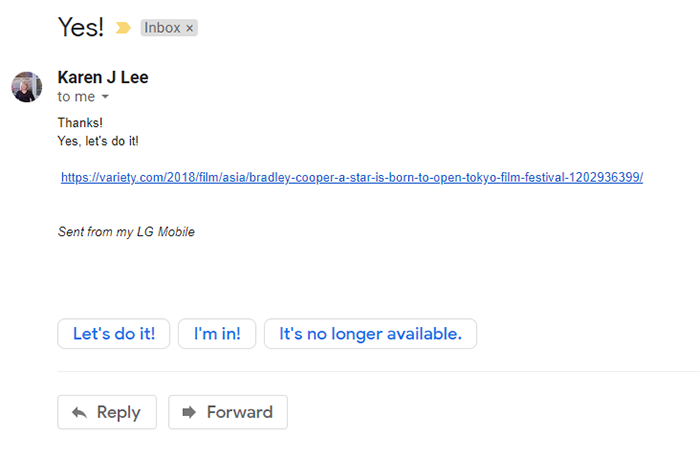 Yes! Inbox ×
Karen J Lee
to me
Thanks!
Yes, let's do it!
https://variety.com/2018/film/asia/bradley-cooper-a-star-is-born-to-open-tokyo-film-festival-1202936399/
Sent from my LG Mobile
Let's do it! I'm in! It's no longer available.
Reply Forward